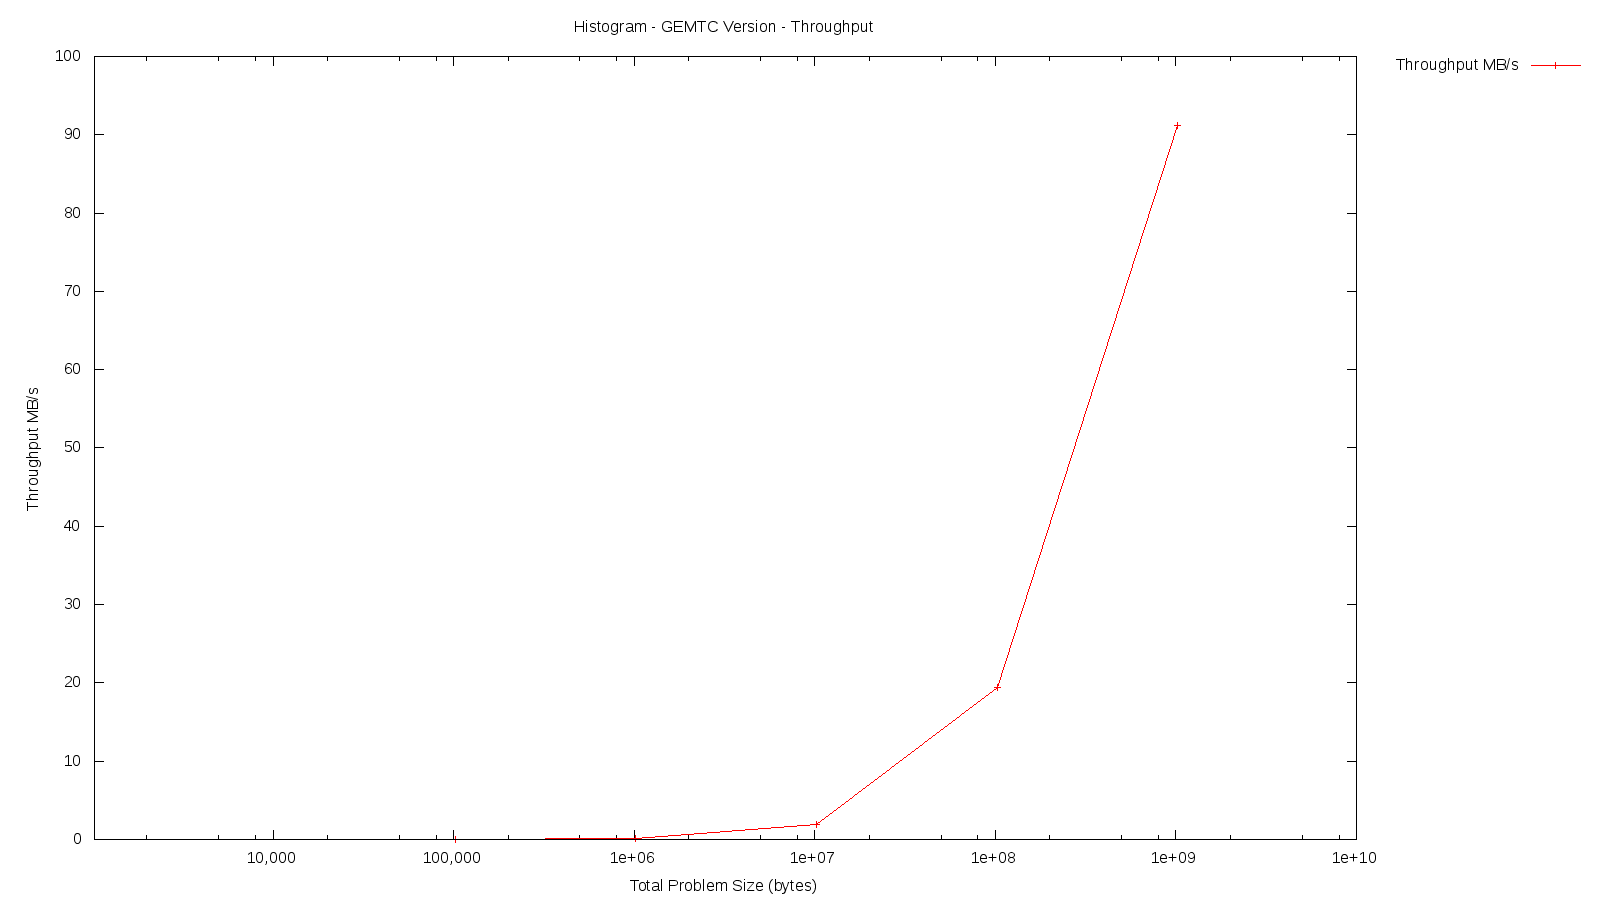 Histogram - GEMTC Version - Throughput
Throughput MB/s
100
90
80
70
60
50
40
30
20
10
0
Throughput MB/s
10,000
100,000
1e+06
1e+07
1e+08
1e+09
1e+10
Total Problem Size (bytes)